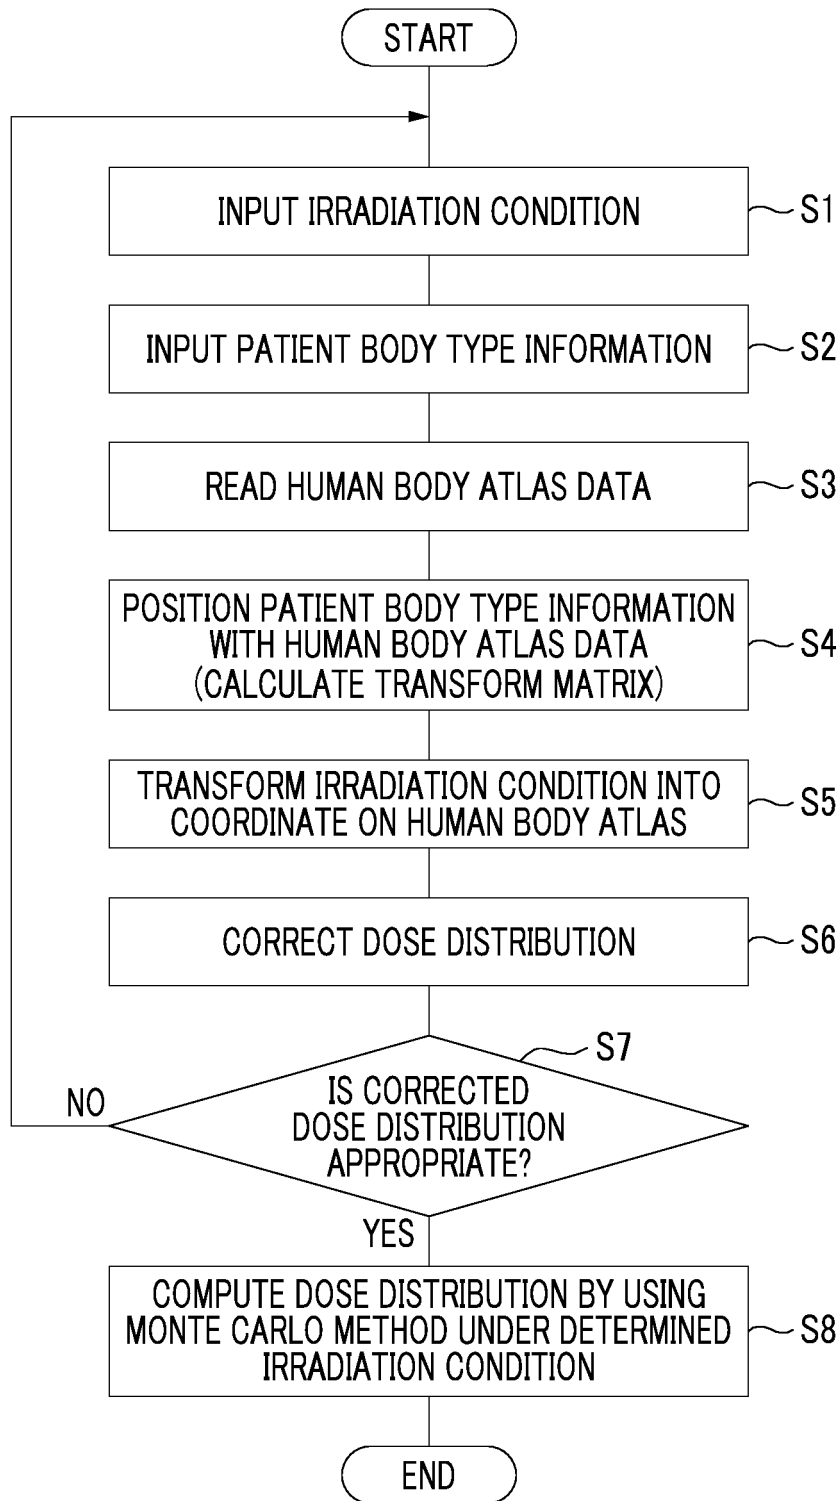 START
INPUT IRRADIATION CONDITION
S1
INPUT PATIENT BODY TYPE INFORMATION
S2
READ HUMAN BODY ATLAS DATA
S3
POSITION PATIENT BODY TYPE INFORMATION
WITH HUMAN BODY ATLAS DATA
(CALCULATE TRANSFORM MATRIX)
S4
TRANSFORM IRRADIATION CONDITION INTO
COORDINATE ON HUMAN BODY ATLAS
S5
CORRECT DOSE DISTRIBUTION
S6
S7
IS CORRECTED
DOSE DISTRIBUTION
APPROPRIATE?
NO
YES
COMPUTE DOSE DISTRIBUTION BY USING
MONTE CARLO METHOD UNDER DETERMINED
IRRADIATION CONDITION
S8
END